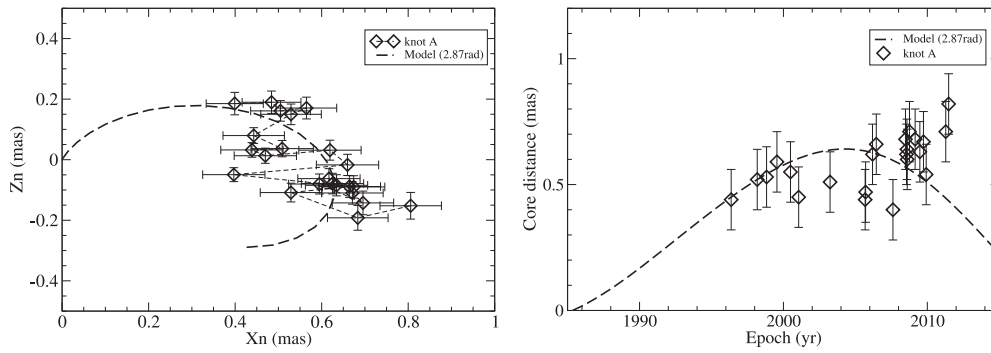 0.4
0.2
0
-0.2
-0.4
Zn (mas)
knot A
Model (2.87rad)
0 0.2 0.4 0.6 0.8 1
Xn (mas)
1
0.5
0
Core distance (mas)
Model (2.87rad)
knot A
1990 2000 2010
Epoch (yr)